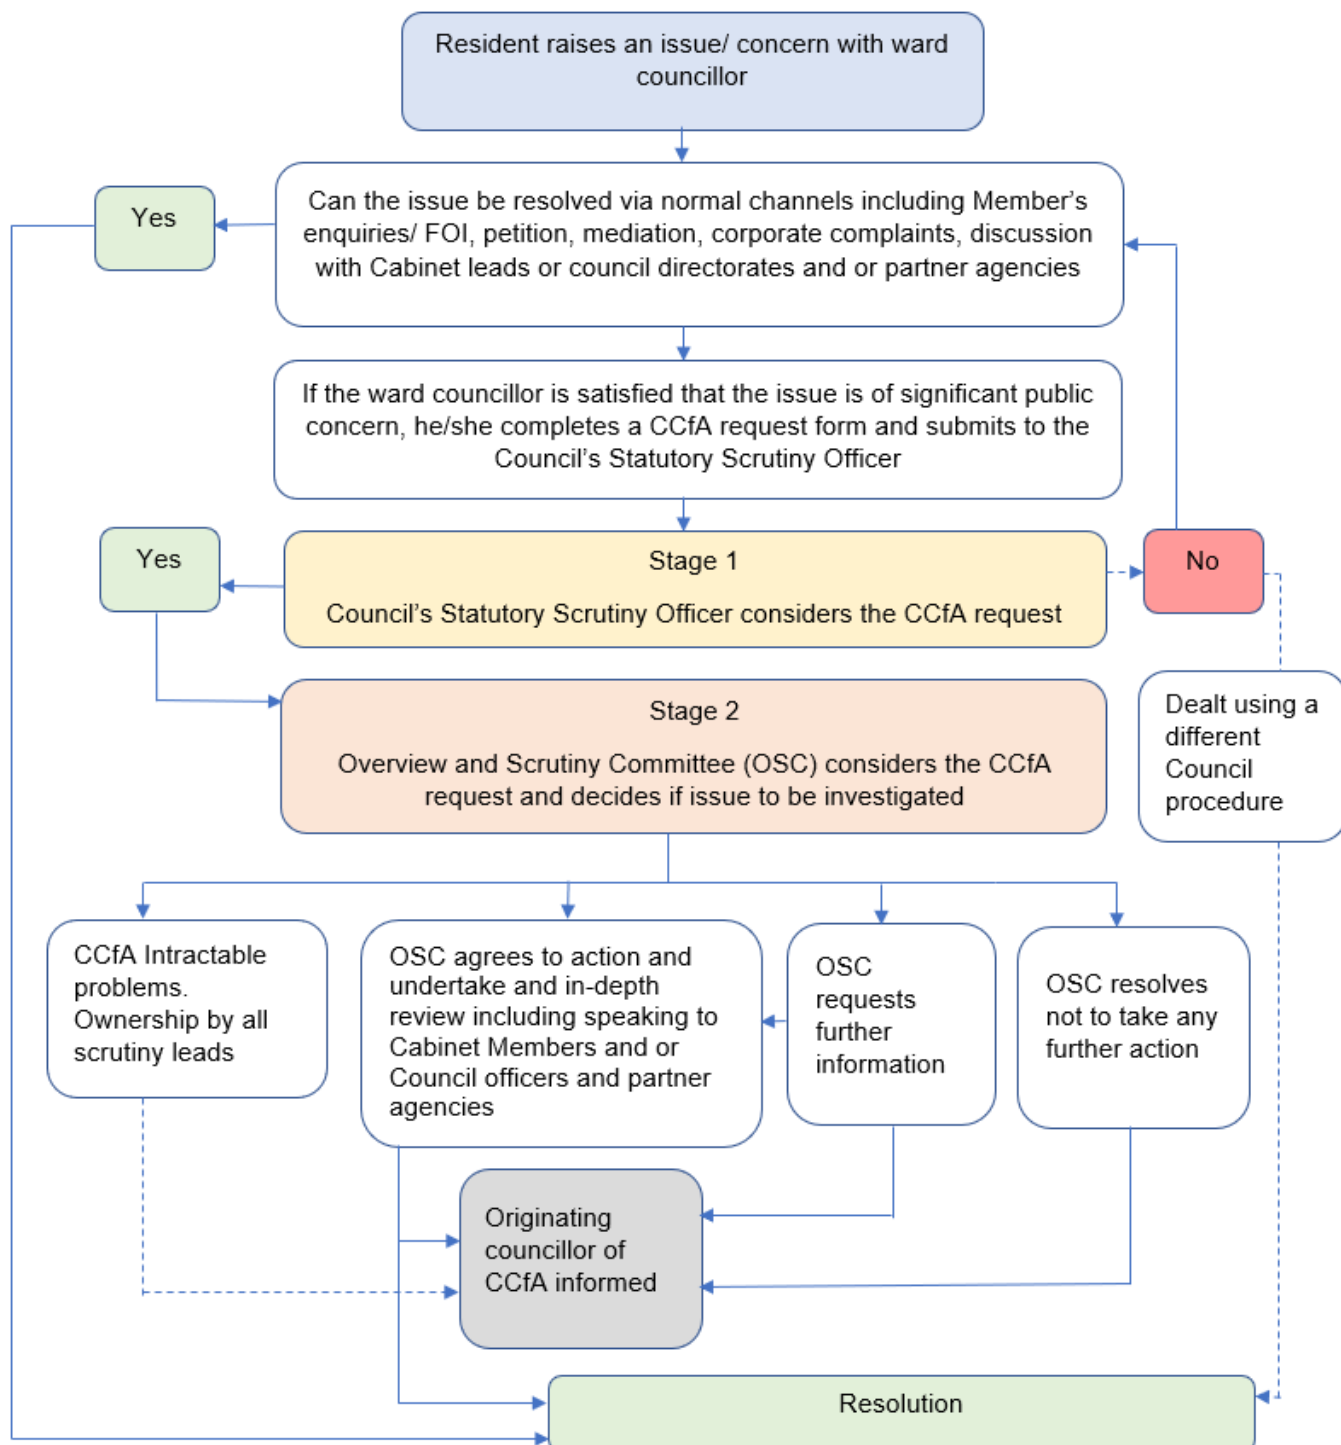 Resident raises an issue/ concern with ward
councillor
Yes
Can the issue be resolved via normal channels including Member's
enquiries/ FOI, petition, mediation, corporate complaints, discussion
with Cabinet leads or council directorates and or partner agencies
If the ward councillor is satisfied that the issue is of significant public
concern, he/she completes a CCfA request form and submits to the
Council's Statutory Scrutiny Officer
Yes
Stage 1
Council's Statutory Scrutiny Officer considers the CCfA request
No
Stage 2
Overview and Scrutiny Committee (OSC) considers the CCfA
request and decides if issue to be investigated
Dealt using a
different
Council
procedure
CCfA Intractable
problems.
Ownership by all
scrutiny leads
OSC agrees to action and
undertake and in-depth
review including speaking to
Cabinet Members and or
Council officers and partner
agencies
OSC
requests
further
information
OSC resolves
not to take any
further action
Originating
councillor of
CCfA informed
Resolution